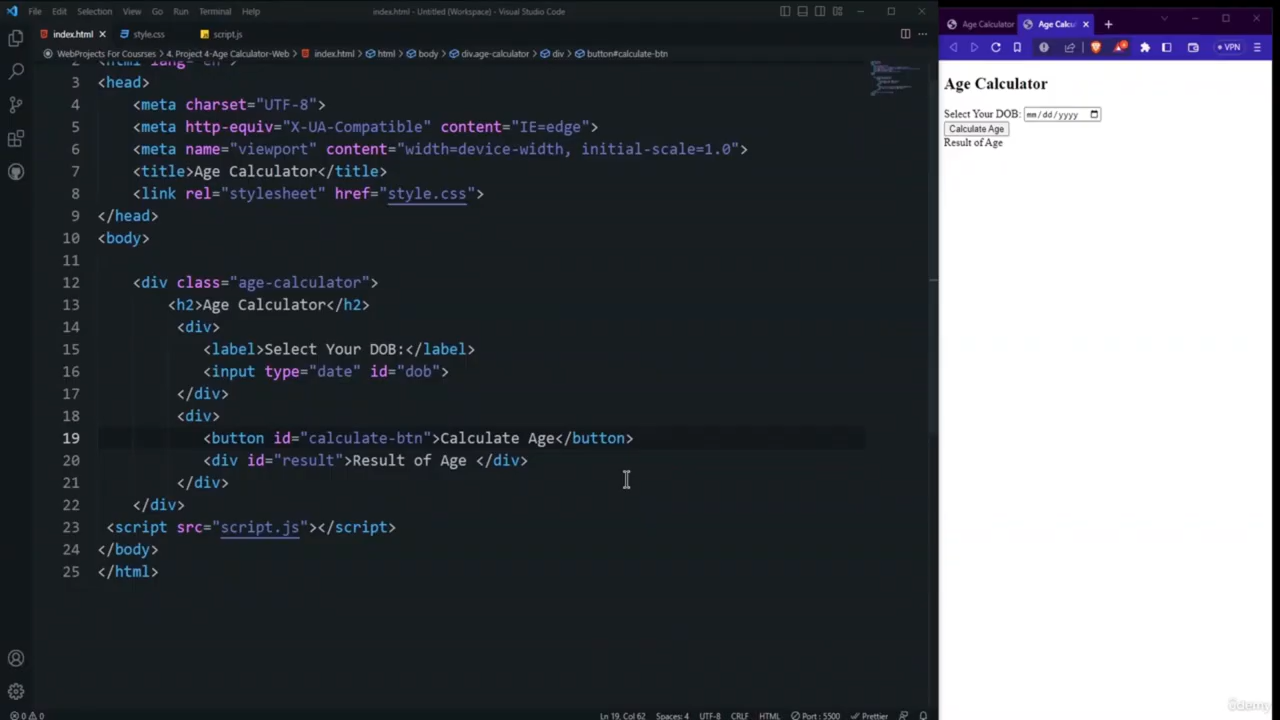 File Edit Selection View Go Run Terminal Help index.html - Untitled (Workspace) - Visual Studio Code
index.html style.css script.js
WebProjects For Courses > 4. Project 4-Age Calculator-Web > index.html > html > body > div.age-calculator > div > button#calculate-btn
2 <html lang="en">
3 <head>
4 <meta charset="UTF-8">
5 <meta http-equiv="X-UA-Compatible" content="IE=edge">
6 <meta name="viewport" content="width=device-width, initial-scale=1.0">
7 <title>Age Calculator</title>
8 <link rel="stylesheet" href="style.css">
9 </head>
10 <body>
11
12 <div class="age-calculator">
13 <h2>Age Calculator</h2>
14 <div>
15 <label>Select Your DOB:</label>
16 <input type="date" id="dob">
17 </div>
18 <div>
19 <button id="calculate-btn">Calculate Age</button>
20 <div id="result">Result of Age </div>
21 </div>
22 </div>
23 <script src="script.js"></script>
24 </body>
25 </html>
0 0 Ln 19, Col 62 Spaces: 4 UTF-8 CRLF HTML Port : 5500 Prettier
Age Calculator Age Calcu
VPN
Age Calculator
Select Your DOB: mm/dd/yyyy
Calculate Age
Result of Age
ûdemy